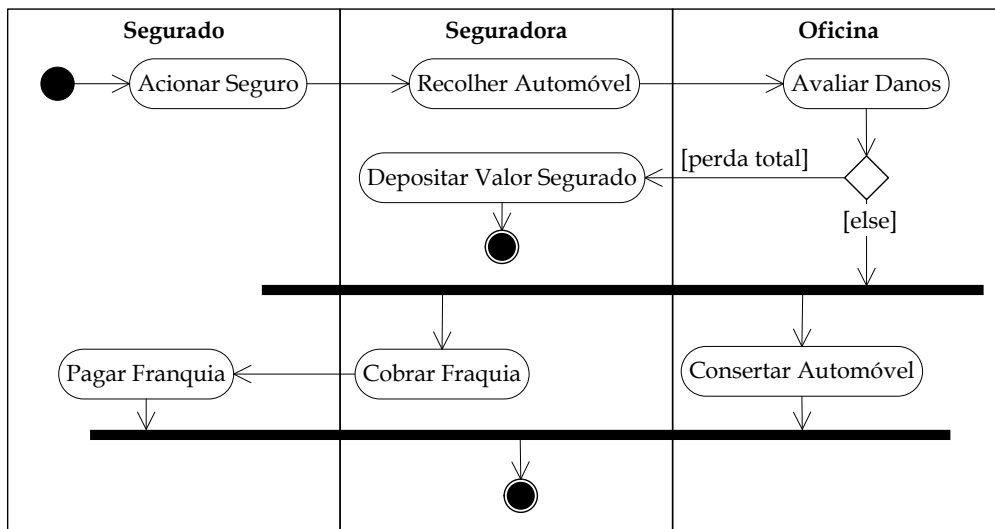 Segurado
Seguradora
Oficina
Acionar Seguro
Recolher Automóvel
Avaliar Danos
[perda total]
Depositar Valor Segurado
[else]
Pagar Franquia
Cobrar Fraquia
Consertar Automóvel